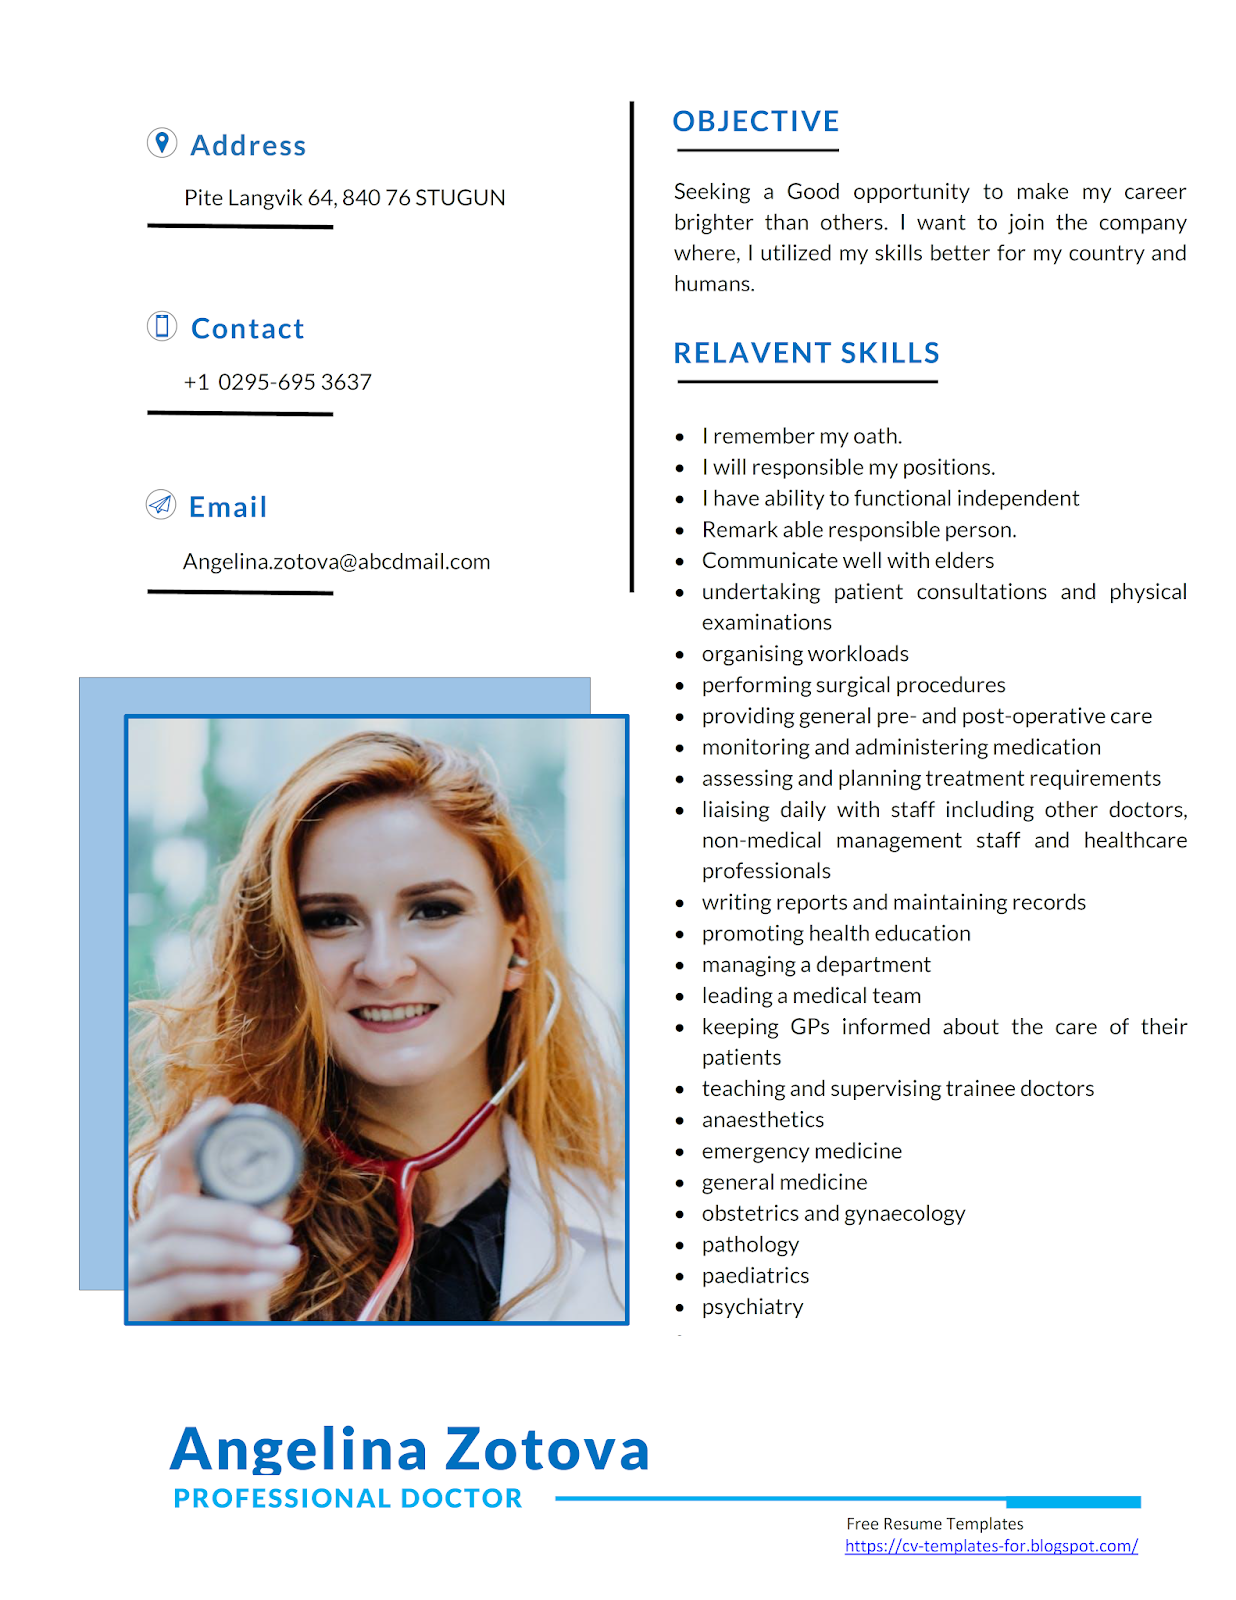 Address
Pite Langvik 64, 840 76 STUGUN
Contact
+1 0295-695 3637
Email
Angelina.zotova@abcdmail.com
OBJECTIVE
Seeking a Good opportunity to make my career
brighter than others. I want to join the company
where, I utilized my skills better for my country and
humans.
RELAVENT SKILLS
• I remember my oath.
• I will responsible my positions.
• I have ability to functional independent
• Remark able responsible person.
• Communicate well with elders
• undertaking patient consultations and physical
examinations
• organising workloads
• performing surgical procedures
• providing general pre- and post-operative care
• monitoring and administering medication
• assessing and planning treatment requirements
• liaising daily with staff including other doctors,
non-medical management staff and healthcare
professionals
• writing reports and maintaining records
• promoting health education
• managing a department
• leading a medical team
• keeping GPs informed about the care of their
patients
• teaching and supervising trainee doctors
• anaesthetics
• emergency medicine
• general medicine
• obstetrics and gynaecology
• pathology
• paediatrics
• psychiatry
Angelina Zotova
PROFESSIONAL DOCTOR
Free Resume Templates
https://cv-templates-for.blogspot.com/